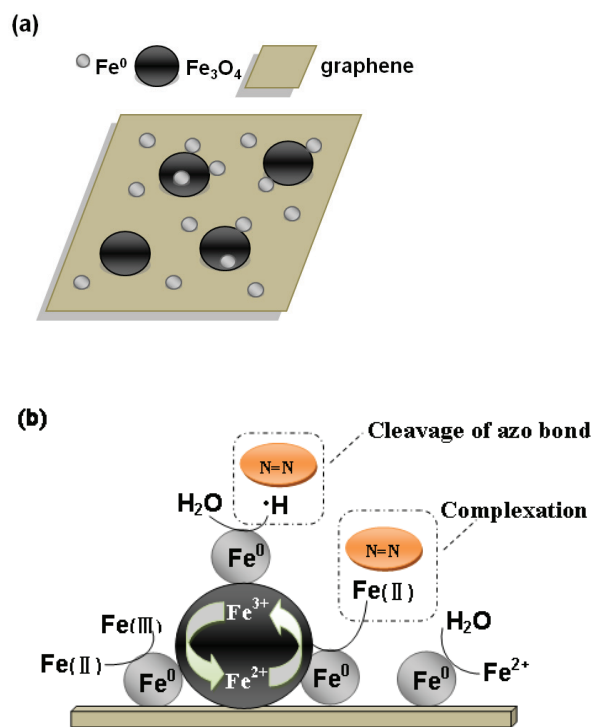 (a)
Fe⁰ Fe₃O₄ graphene
(b)
Cleavage of azo bond
N=N
H₂O ·H
Complexation
Fe⁰ N=N
Fe(Ⅱ)
Fe³⁺ H₂O
Fe(Ⅲ)
Fe(Ⅱ) Fe²⁺ Fe²⁺
Fe⁰ Fe⁰ Fe⁰